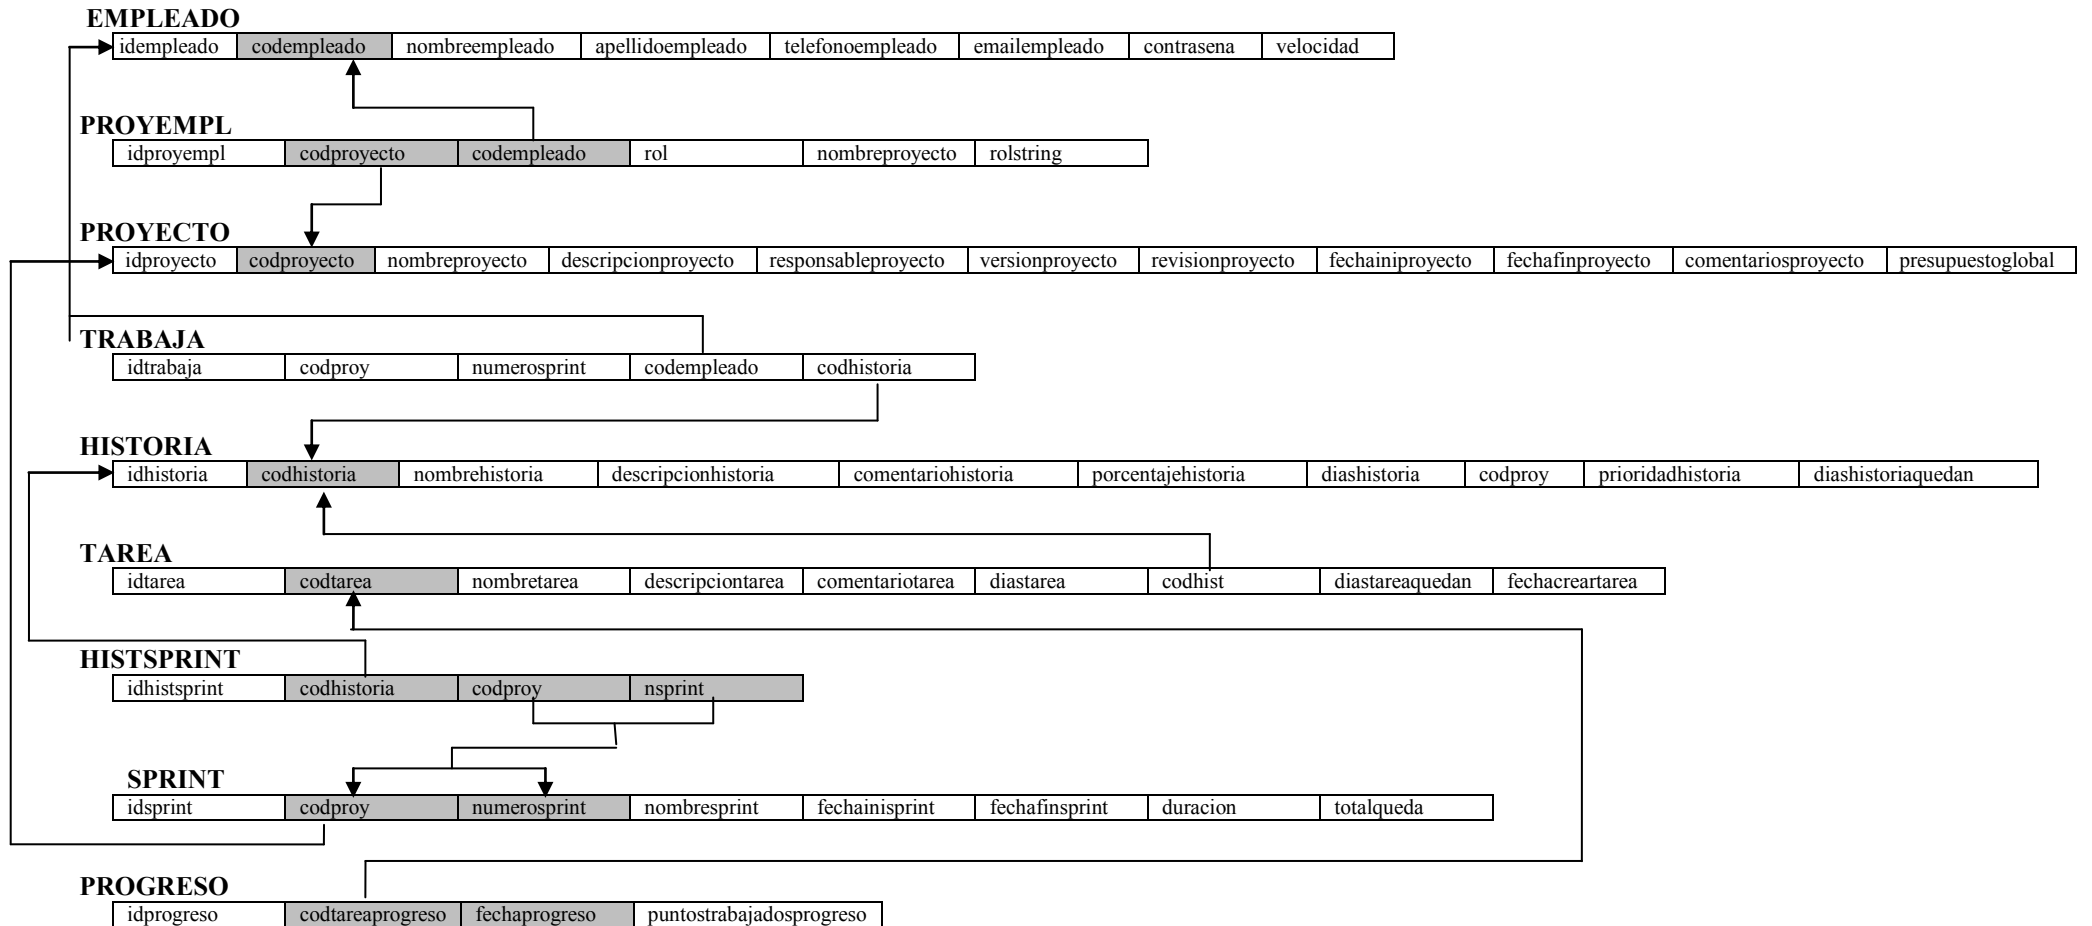 EMPLEADO
idempleado codempleado nombreempleado apellidoempleado telefonoempleado emailempleado contrasena velocidad
PROYEMPL
idproyempl codproyecto codempleado rol nombreproyecto rolstring
PROYECTO
idproyecto codproyecto nombreproyecto descripcionproyecto responsableproyecto versionproyecto revisionproyecto fechainiproyecto fechafinproyecto comentariosproyecto presupuestoglobal
TRABAJA
idtrabaja codproy numerosprint codempleado codhistoria
HISTORIA
idhistoria codhistoria nombrehistoria descripcionhistoria comentariohistoria porcentajehistoria diashistoria codproy prioridadhistoria diashistoriaquedan
TAREA
idtarea codtarea nombretarea descripciontarea comentariotarea diastarea codhist diastareaquedan fechacreartarea
HISTSPRINT
idhistsprint codhistoria codproy nsprint
SPRINT
idsprint codproy numerosprint nombresprint fechainisprint fechafinsprint duracion totalqueda
PROGRESO
idprogreso codtareaprogreso fechaprogreso puntostrabajadosprogreso